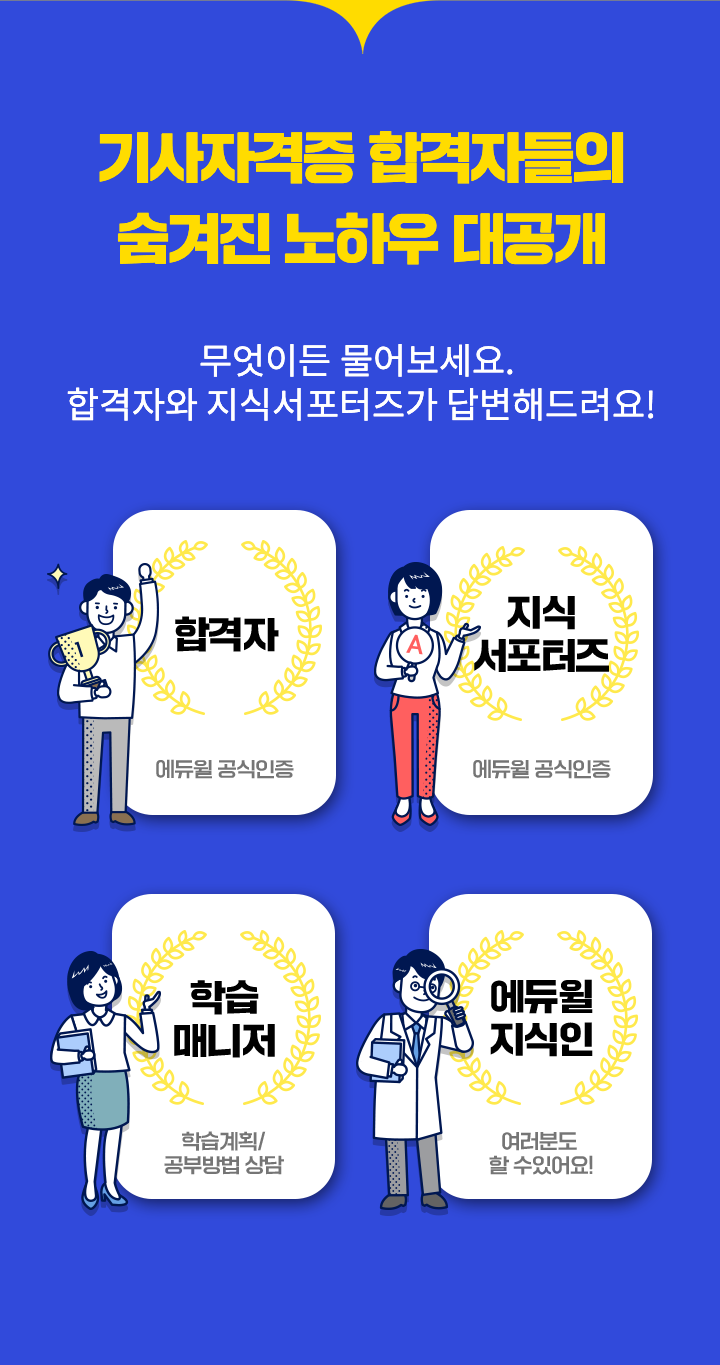 기사자격증 합격자들의
숨겨진 노하우 대공개
무엇이든 물어보세요.
합격자와 지식서포터즈가 답변해드려요!
1
합격자
에듀윌 공식인증
A
지식
서포터즈
에듀윌 공식인증
학습
매니저
학습계획/
공부방법 상담
에듀윌
지식인
여러분도
할 수있어요!